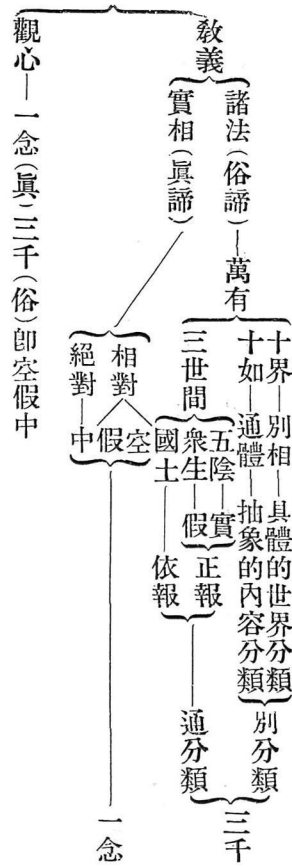 敎義
諸法(俗諦)—萬有
十界—別相—具體的世界分類
十如—通體—抽象的內容分類
別分類
三世間
五陰—實
衆生—假
正報
國土—依報
通分類
三千
實相(眞諦)
相對
空
假
絕對—中
一念
觀心—一念(眞)三千(俗)卽空假中